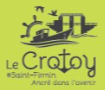 Le Crotoy
#Saint-Firmin
Ancré dans l'avenir